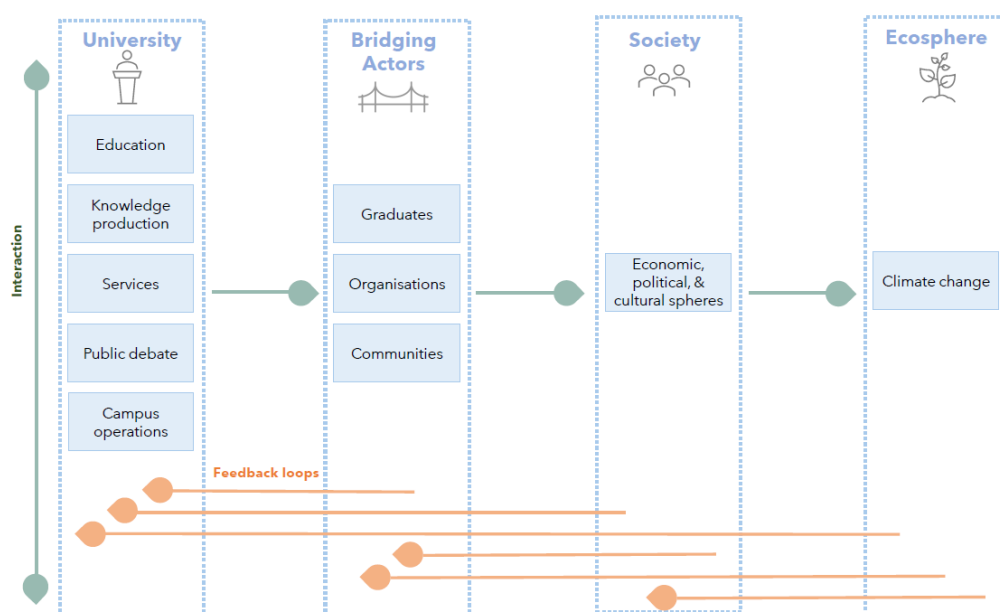 University
Bridging
Actors
Society
Ecosphere
Education
Knowledge
production
Graduates
Services
Organisations
Economic,
political, &
cultural spheres
Climate change
Public debate
Communities
Campus
operations
Interaction
Feedback loops